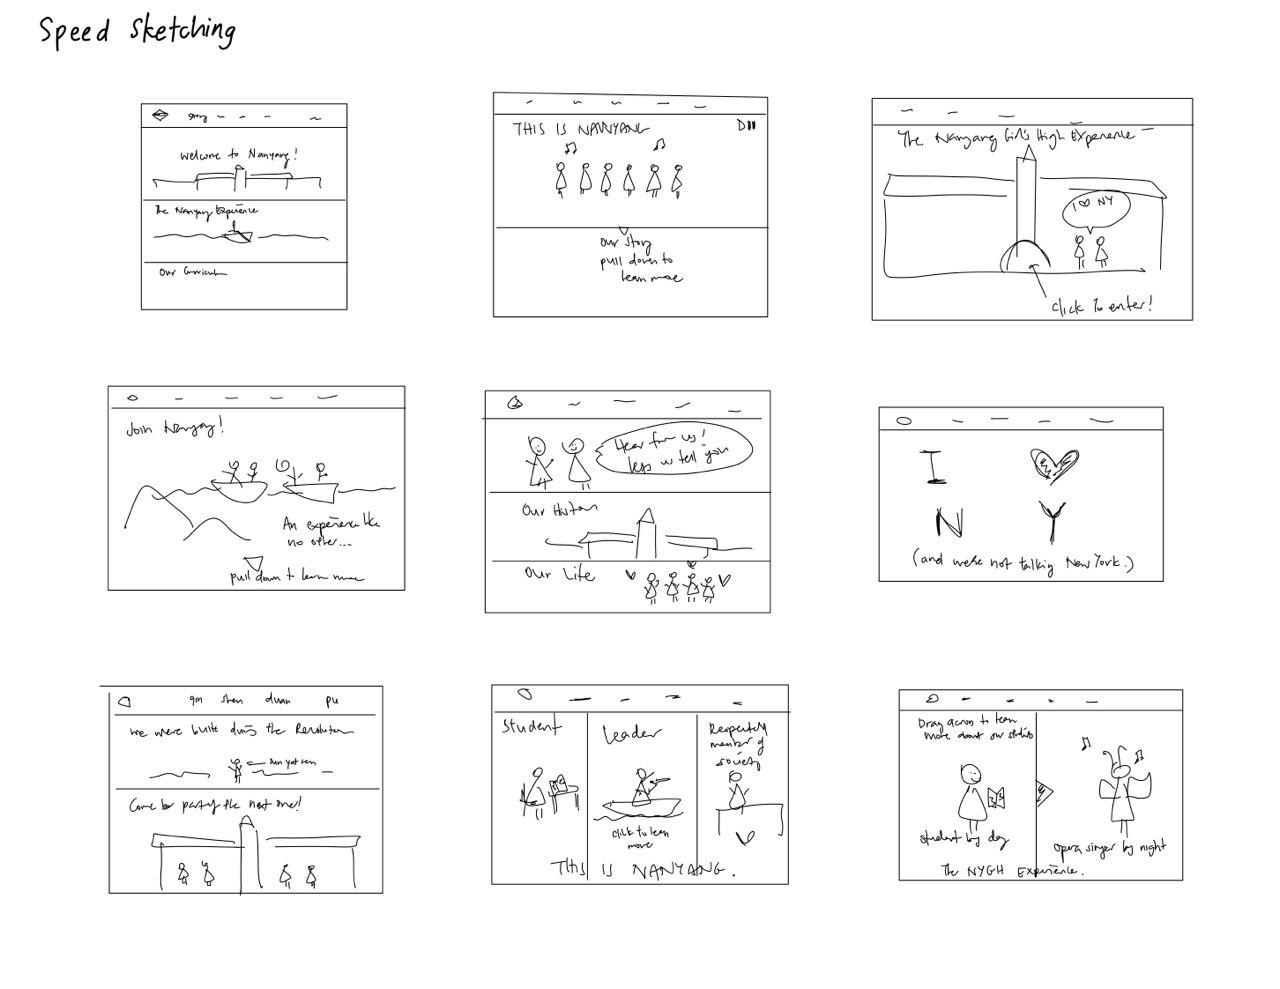 Speed Sketching
story
Welcome to Nanyang!
The Nanyang Experience
Our Curriculum
THIS IS NANYANG
our story
pull down to
learn more
The Nanyang Girls High Experience
I ♡ NY
click to enter!
Join Nanyang!
An experience like
no other...
pull down to learn more
Hear from us!
us tell you
Our History
Our Life
I
N Y
(and we're not talking New York.)
qin shen duan pu
We were built during the Revolution
sun yat sen
Come be part of the next one!
Student
Leader
Respected
member of
society
click to learn
more
THIS IS NANYANG.
Drag across to learn
more about our students
student by day
opera singer by night
The NYGH Experience.